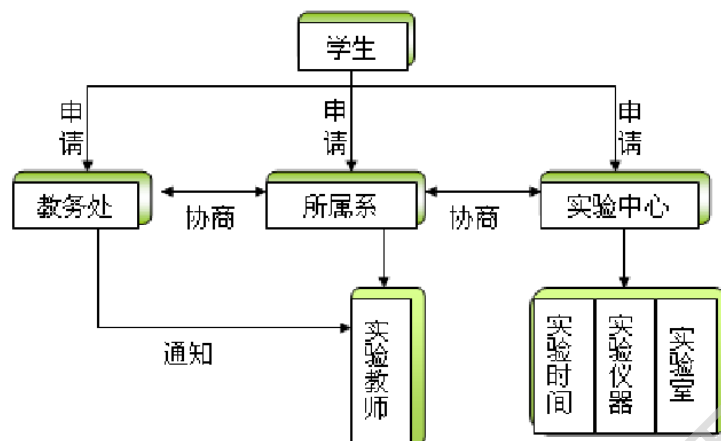 学生
申请
申请
申请
教务处
协商
所属系
协商
实验中心
通知
实验教师
实验时间
实验仪器
实验室